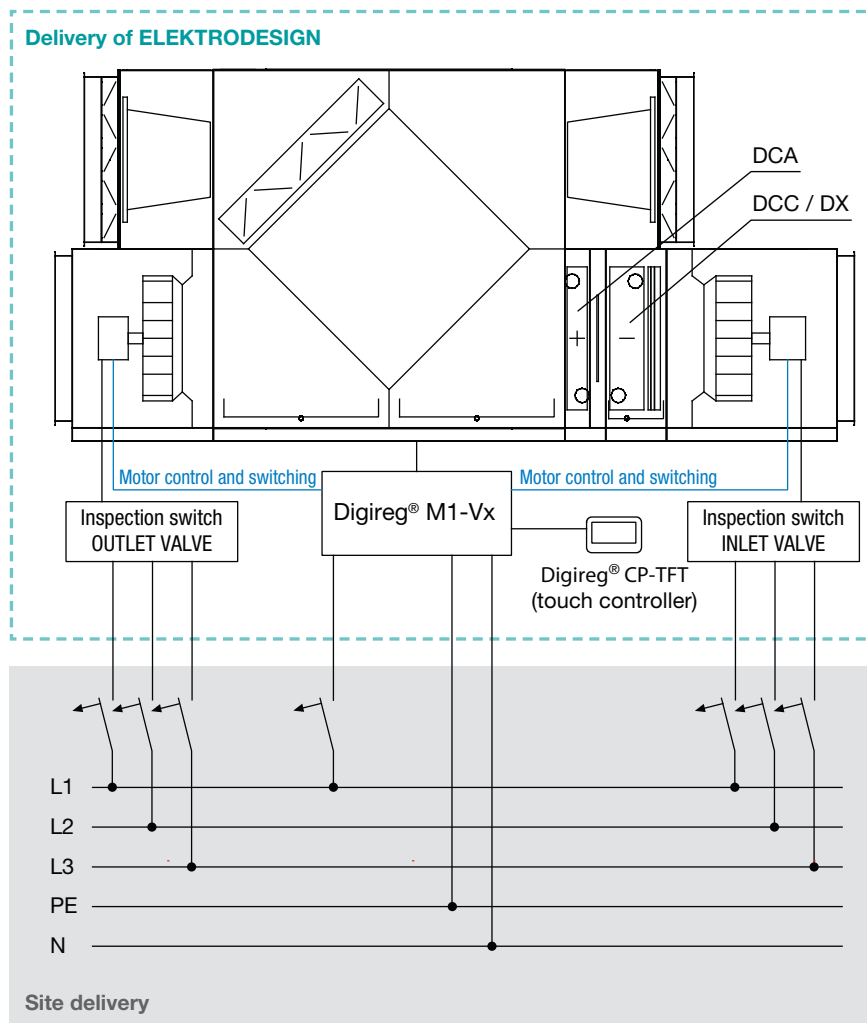 Delivery of ELEKTRODESIGN
DCA
DCC / DX
+
−
Motor control and switching
Motor control and switching
Inspection switch
OUTLET VALVE
Digireg® M1-Vx
Inspection switch
INLET VALVE
Digireg® CP-TFT
(touch controller)
L1
L2
L3
PE
N
Site delivery